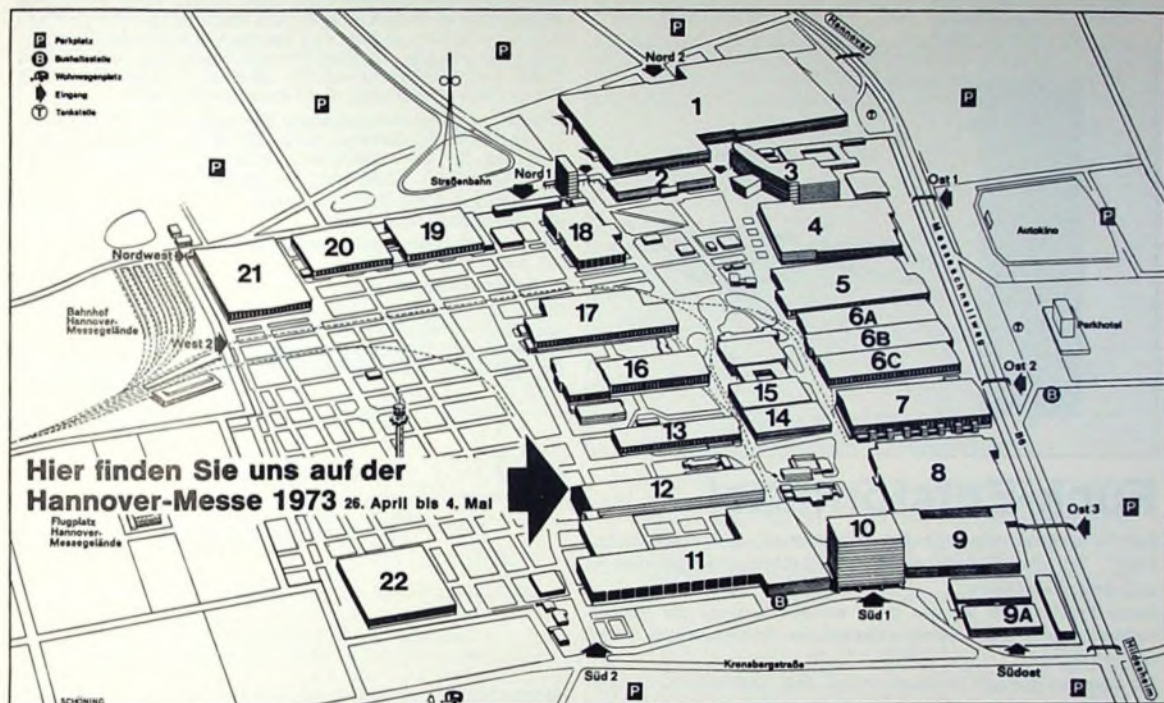 P Parkplatz
B Bushaltestelle
Wohnwagenplatz
Eingang
T Tankstelle
Hannover
Nord 2
P
P
P
P
P
1
T
Straßenbahn
Nord 1
2
3
Ost 1
Autokino
P
4
18
19
20
21
Nordwest
Bahnhof
Hannover-
Messegelände
West 2
Messeschnellweg
5
6A
6B
6C
17
16
15
14
13
T
Parkhotel
Ost 2
B
7
B6
Hier finden Sie uns auf der
Hannover-Messe 1973 26. April bis 4. Mai
12
8
Flugplatz
Hannover-
Messegelände
Ost 3
P
11
10
9
22
B
Süd 1
9A
Süd 2
Kronsbergstraße
Südost
Hildesheim
P
P
SCHÖNING